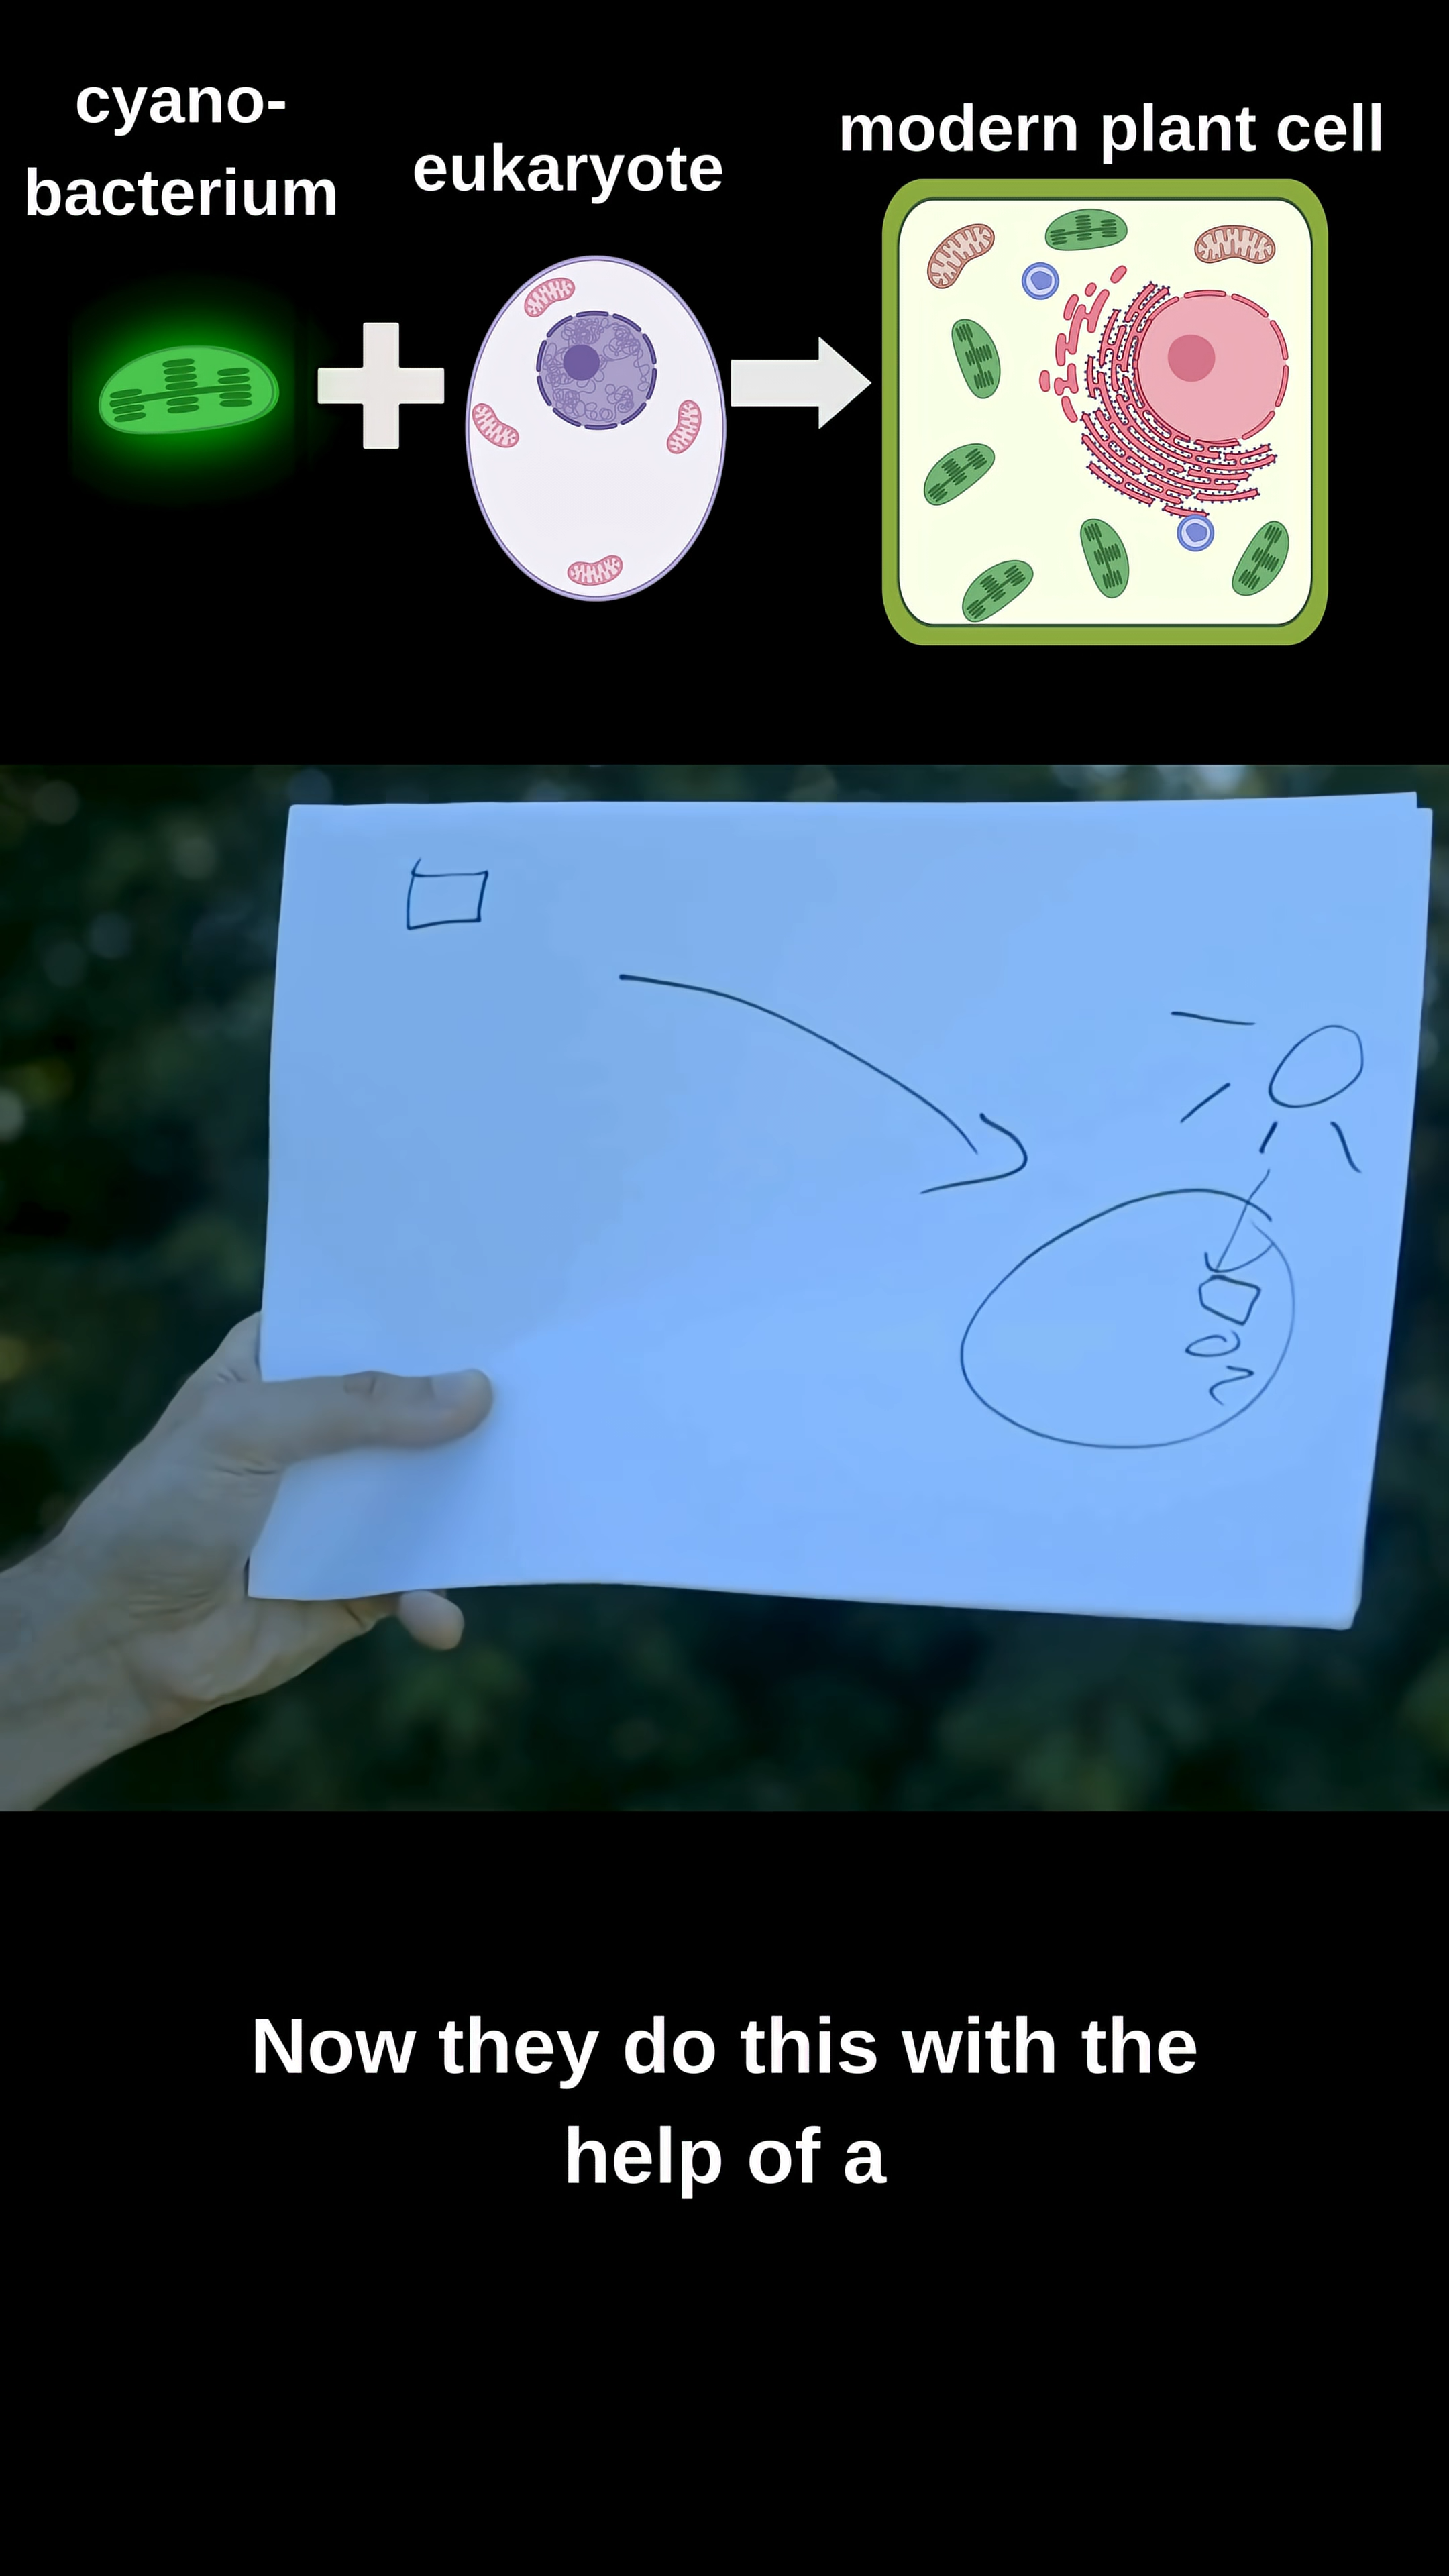 cyano-
bacterium
eukaryote
modern plant cell
Now they do this with the
help of a